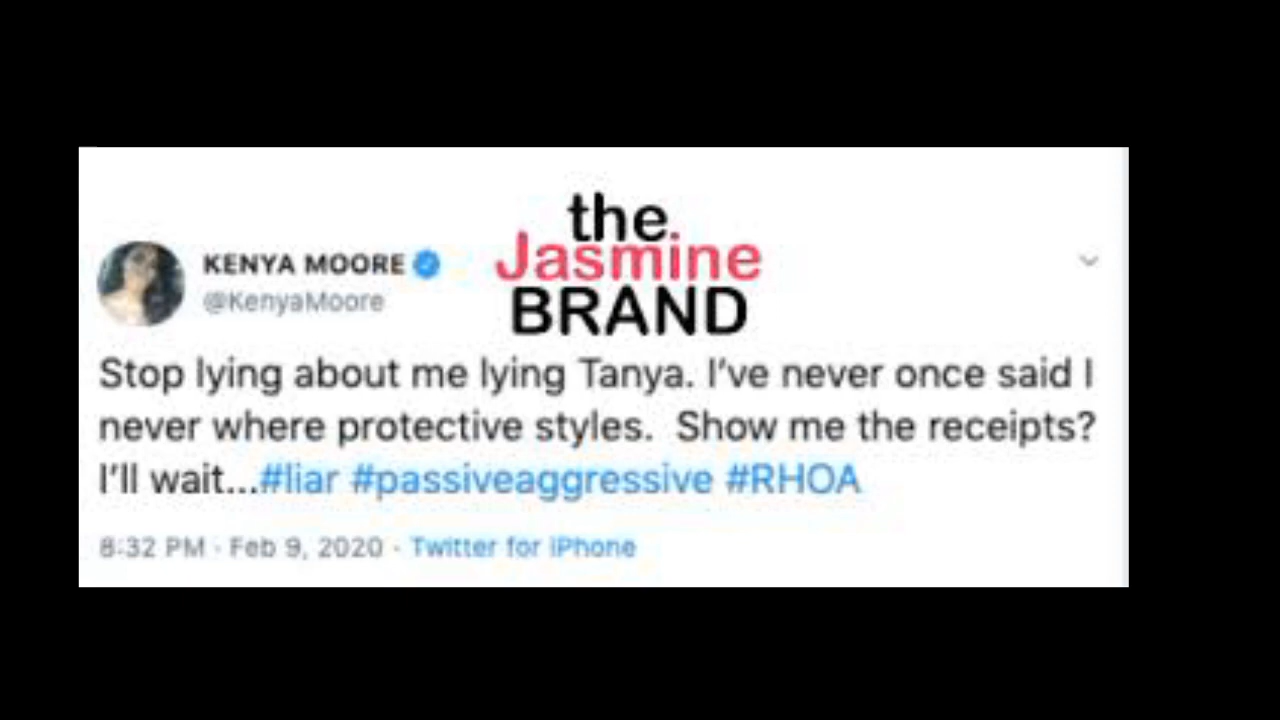 the
Jasmine
BRAND
KENYA MOORE
@KenyaMoore
Stop lying about me lying Tanya. I've never once said I
never where protective styles.  Show me the receipts?
I'll wait...#liar #passiveaggressive #RHOA
8:32 PM · Feb 9, 2020 · Twitter for iPhone